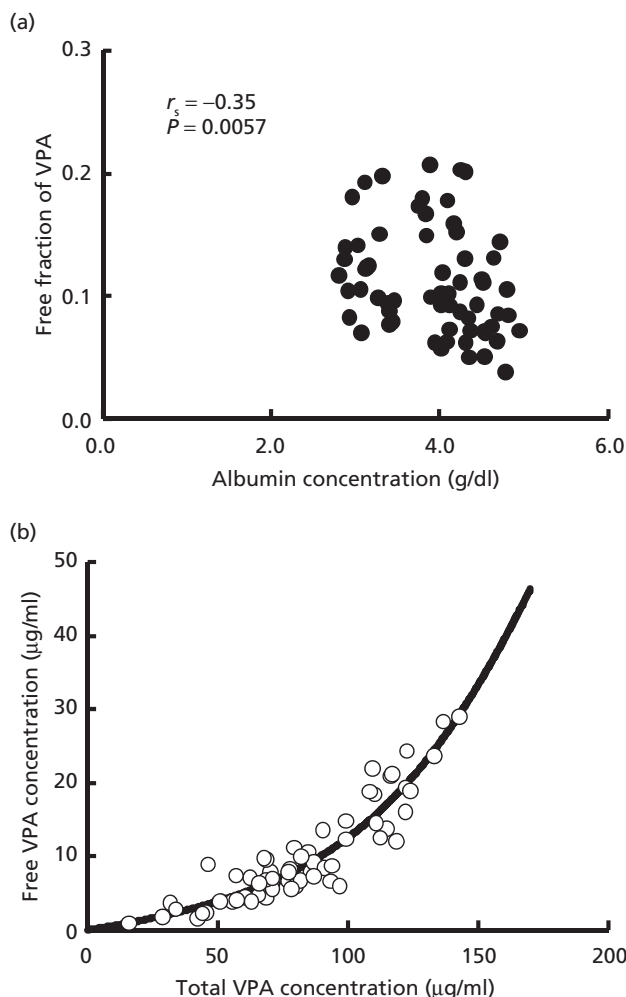 (a)
0.3
r_s = −0.35
P = 0.0057
Free fraction of VPA
0.2
0.1
0.0
0.0 2.0 4.0 6.0
Albumin concentration (g/dl)
(b)
50
40
Free VPA concentration (μg/ml)
30
20
10
0
0 50 100 150 200
Total VPA concentration (μg/ml)